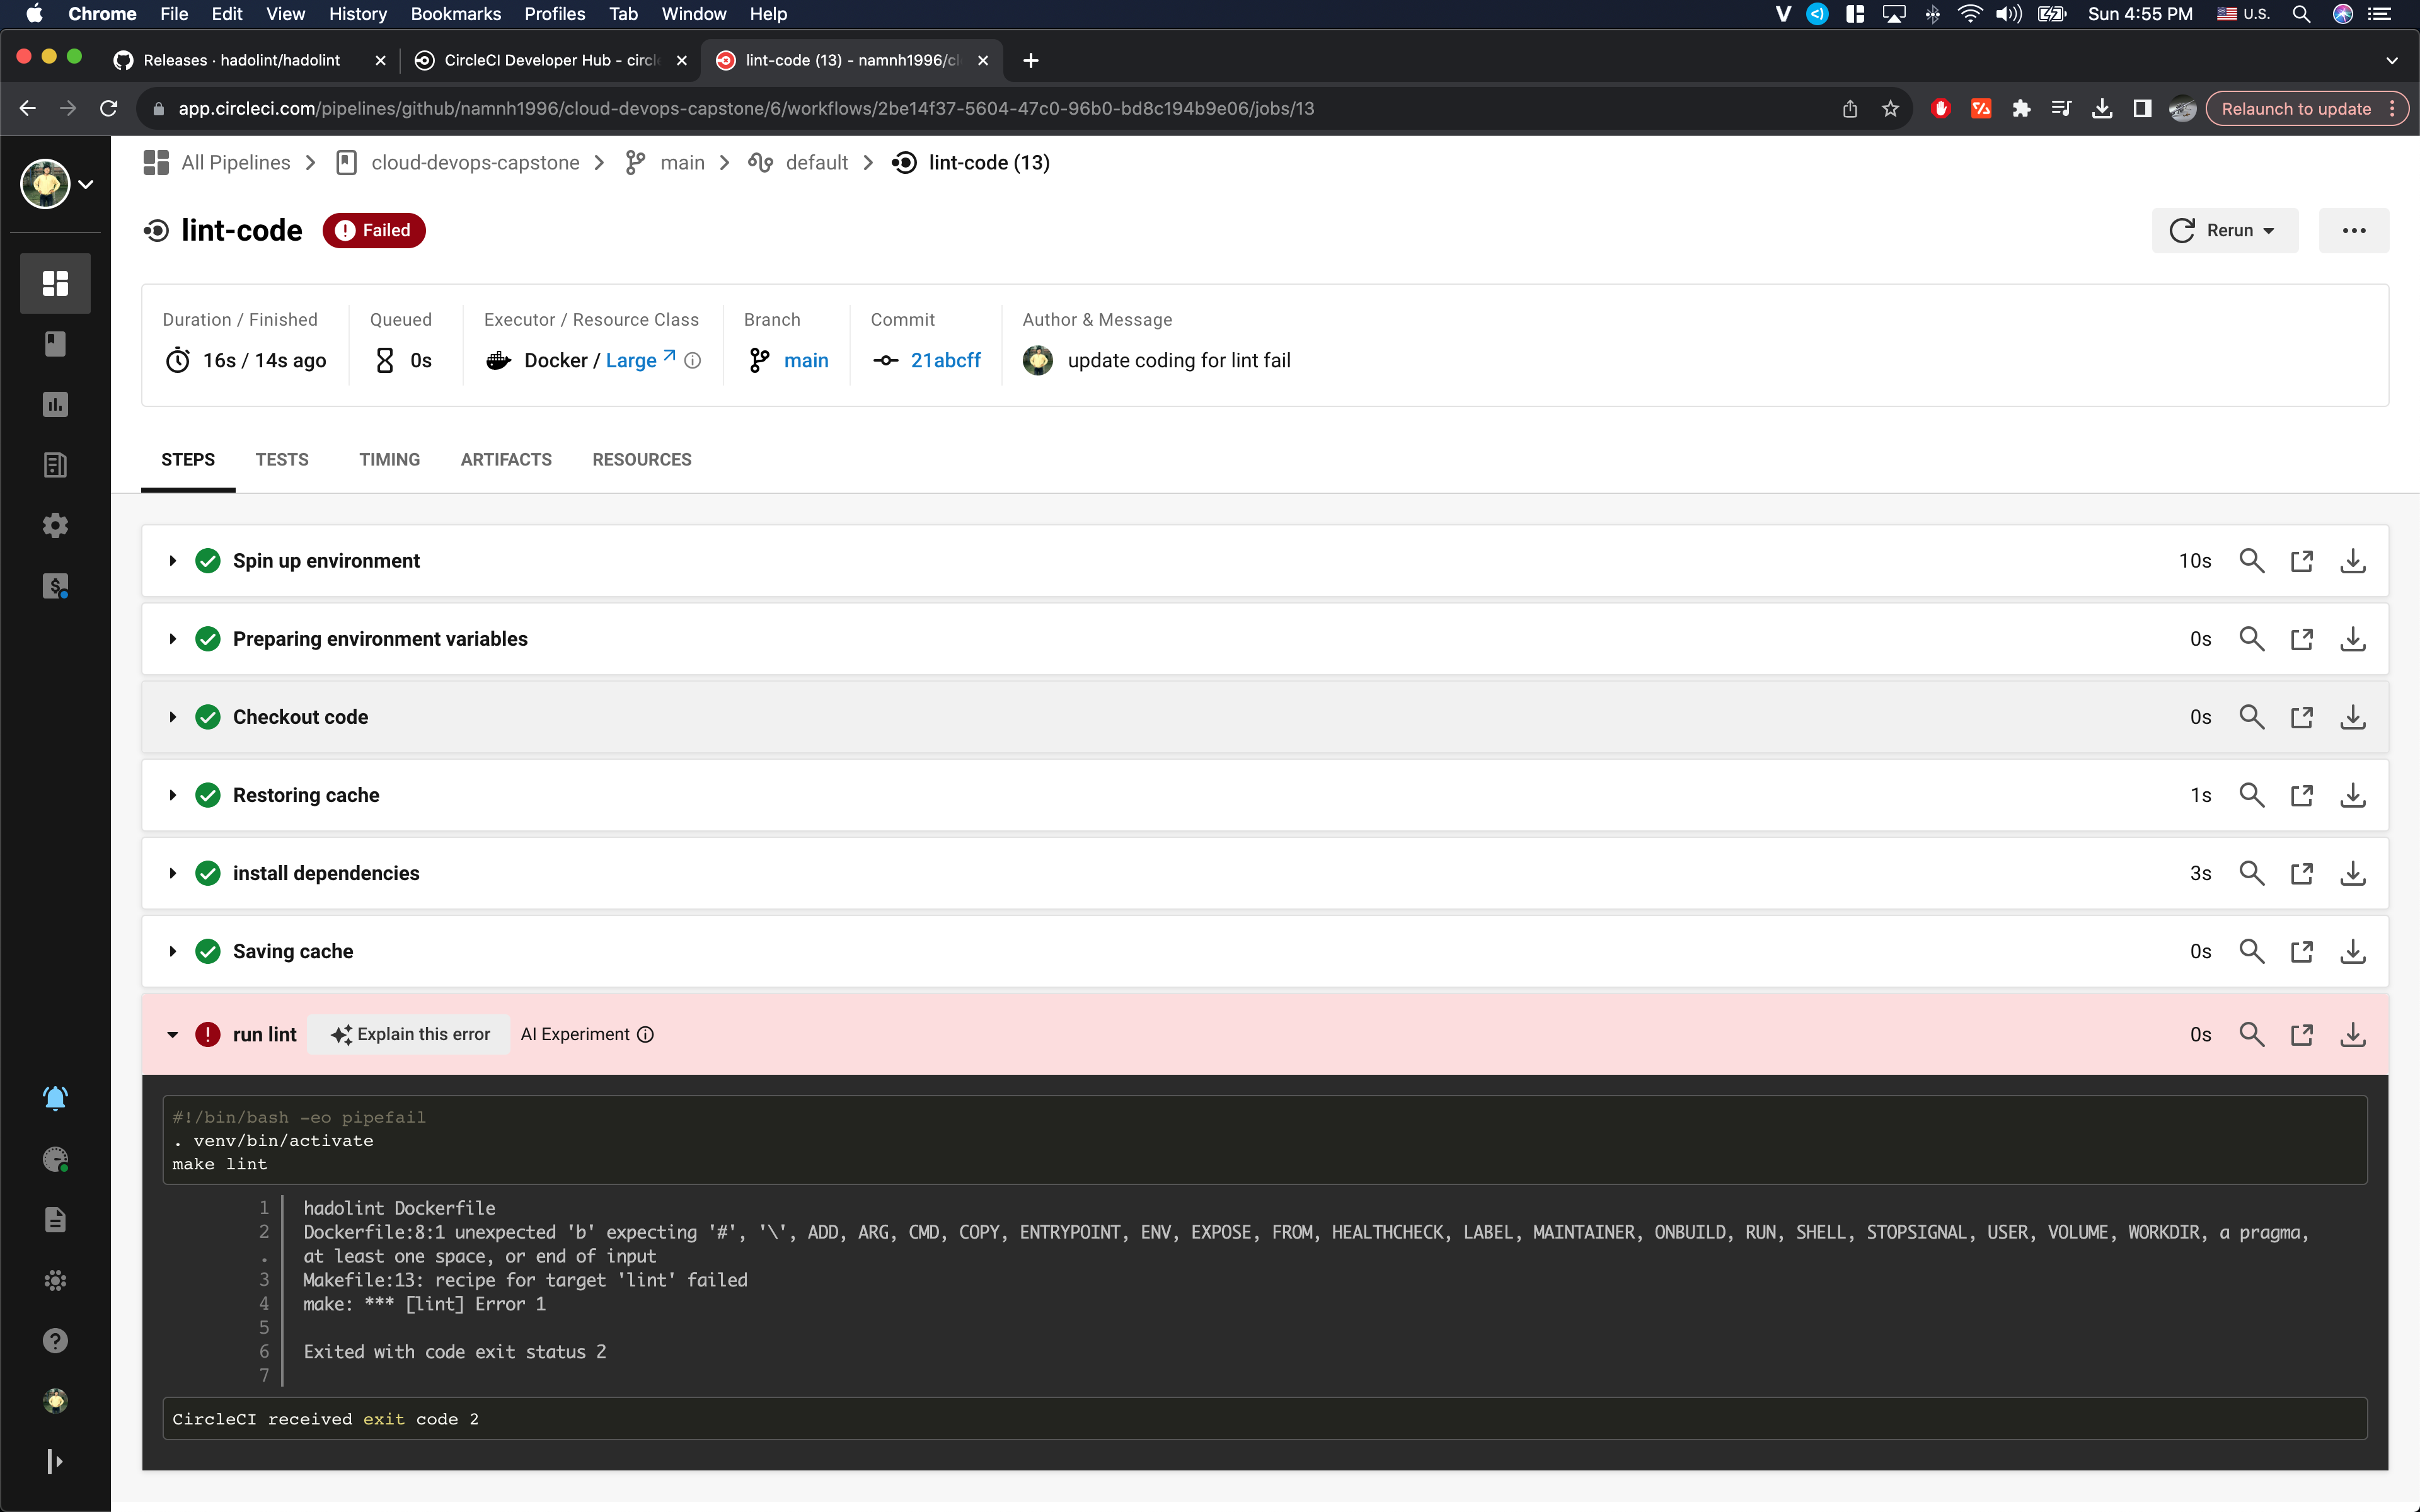 Chrome File Edit View History Bookmarks Profiles Tab Window Help Sun 4:55 PM U.S.
Releases · hadolint/hadolint CircleCI Developer Hub - circle lint-code (13) - namnh1996/cl
app.circleci.com/pipelines/github/namnh1996/cloud-devops-capstone/6/workflows/2be14f37-5604-47c0-96b0-bd8c194b9e06/jobs/13 Relaunch to update
All Pipelines cloud-devops-capstone main default lint-code (13)
lint-code Failed Rerun
Duration / Finished Queued Executor / Resource Class Branch Commit Author & Message
16s / 14s ago 0s Docker / Large main 21abcff update coding for lint fail
STEPS TESTS TIMING ARTIFACTS RESOURCES
Spin up environment 10s
Preparing environment variables 0s
Checkout code 0s
Restoring cache 1s
install dependencies 3s
Saving cache 0s
run lint Explain this error AI Experiment 0s
#!/bin/bash -eo pipefail
. venv/bin/activate
make lint
1 hadolint Dockerfile
2 Dockerfile:8:1 unexpected 'b' expecting '#', '\', ADD, ARG, CMD, COPY, ENTRYPOINT, ENV, EXPOSE, FROM, HEALTHCHECK, LABEL, MAINTAINER, ONBUILD, RUN, SHELL, STOPSIGNAL, USER, VOLUME, WORKDIR, a pragma,
. at least one space, or end of input
3 Makefile:13: recipe for target 'lint' failed
4 make: *** [lint] Error 1
5
6 Exited with code exit status 2
7
CircleCI received exit code 2